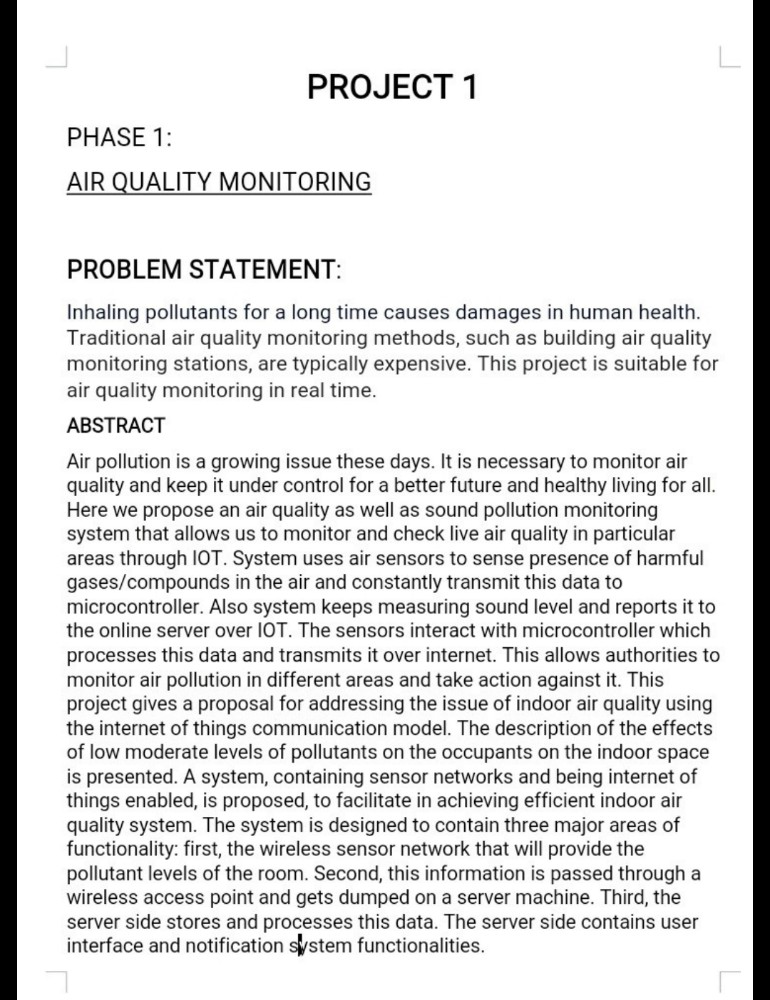 PROJECT 1
PHASE 1:
AIR QUALITY MONITORING
PROBLEM STATEMENT:
Inhaling pollutants for a long time causes damages in human health.
Traditional air quality monitoring methods, such as building air quality
monitoring stations, are typically expensive. This project is suitable for
air quality monitoring in real time.
ABSTRACT
Air pollution is a growing issue these days. It is necessary to monitor air
quality and keep it under control for a better future and healthy living for all.
Here we propose an air quality as well as sound pollution monitoring
system that allows us to monitor and check live air quality in particular
areas through IOT. System uses air sensors to sense presence of harmful
gases/compounds in the air and constantly transmit this data to
microcontroller. Also system keeps measuring sound level and reports it to
the online server over IOT. The sensors interact with microcontroller which
processes this data and transmits it over internet. This allows authorities to
monitor air pollution in different areas and take action against it. This
project gives a proposal for addressing the issue of indoor air quality using
the internet of things communication model. The description of the effects
of low moderate levels of pollutants on the occupants on the indoor space
is presented. A system, containing sensor networks and being internet of
things enabled, is proposed, to facilitate in achieving efficient indoor air
quality system. The system is designed to contain three major areas of
functionality: first, the wireless sensor network that will provide the
pollutant levels of the room. Second, this information is passed through a
wireless access point and gets dumped on a server machine. Third, the
server side stores and processes this data. The server side contains user
interface and notification system functionalities.